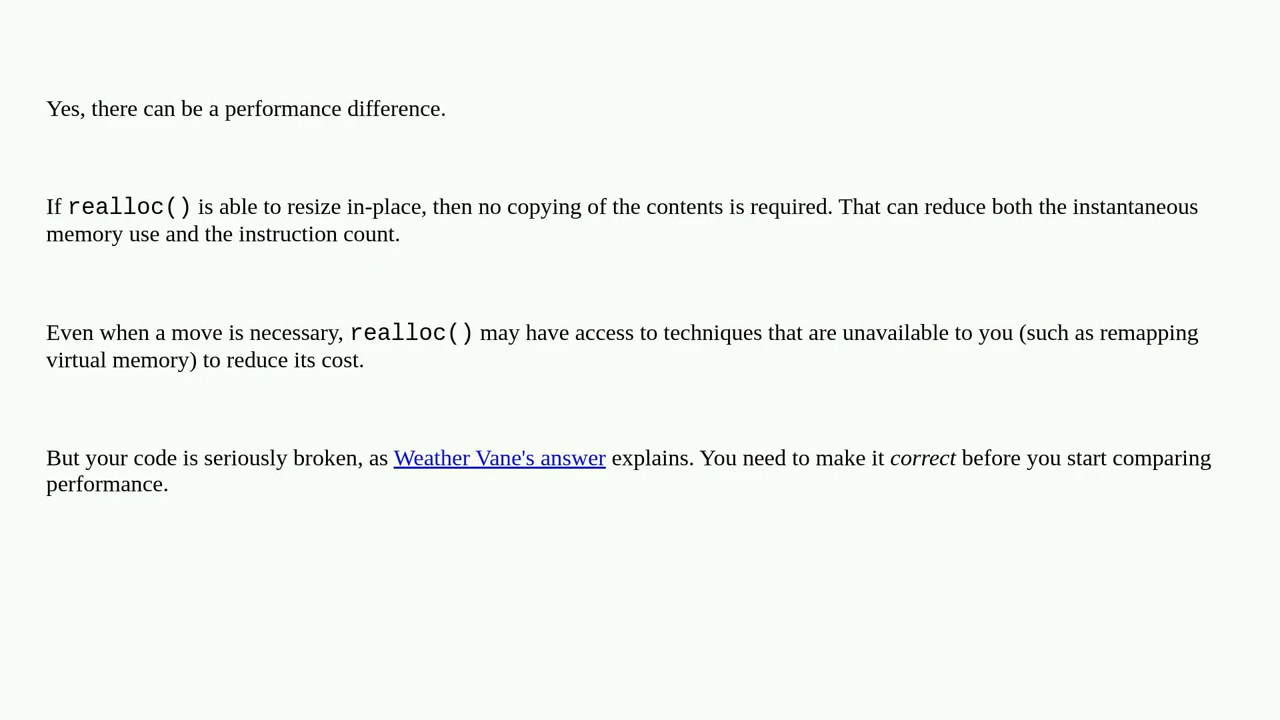 Yes, there can be a performance difference.
If realloc() is able to resize in-place, then no copying of the contents is required. That can reduce both the instantaneous
memory use and the instruction count.
Even when a move is necessary, realloc() may have access to techniques that are unavailable to you (such as remapping
virtual memory) to reduce its cost.
But your code is seriously broken, as Weather Vane's answer explains. You need to make it correct before you start comparing
performance.